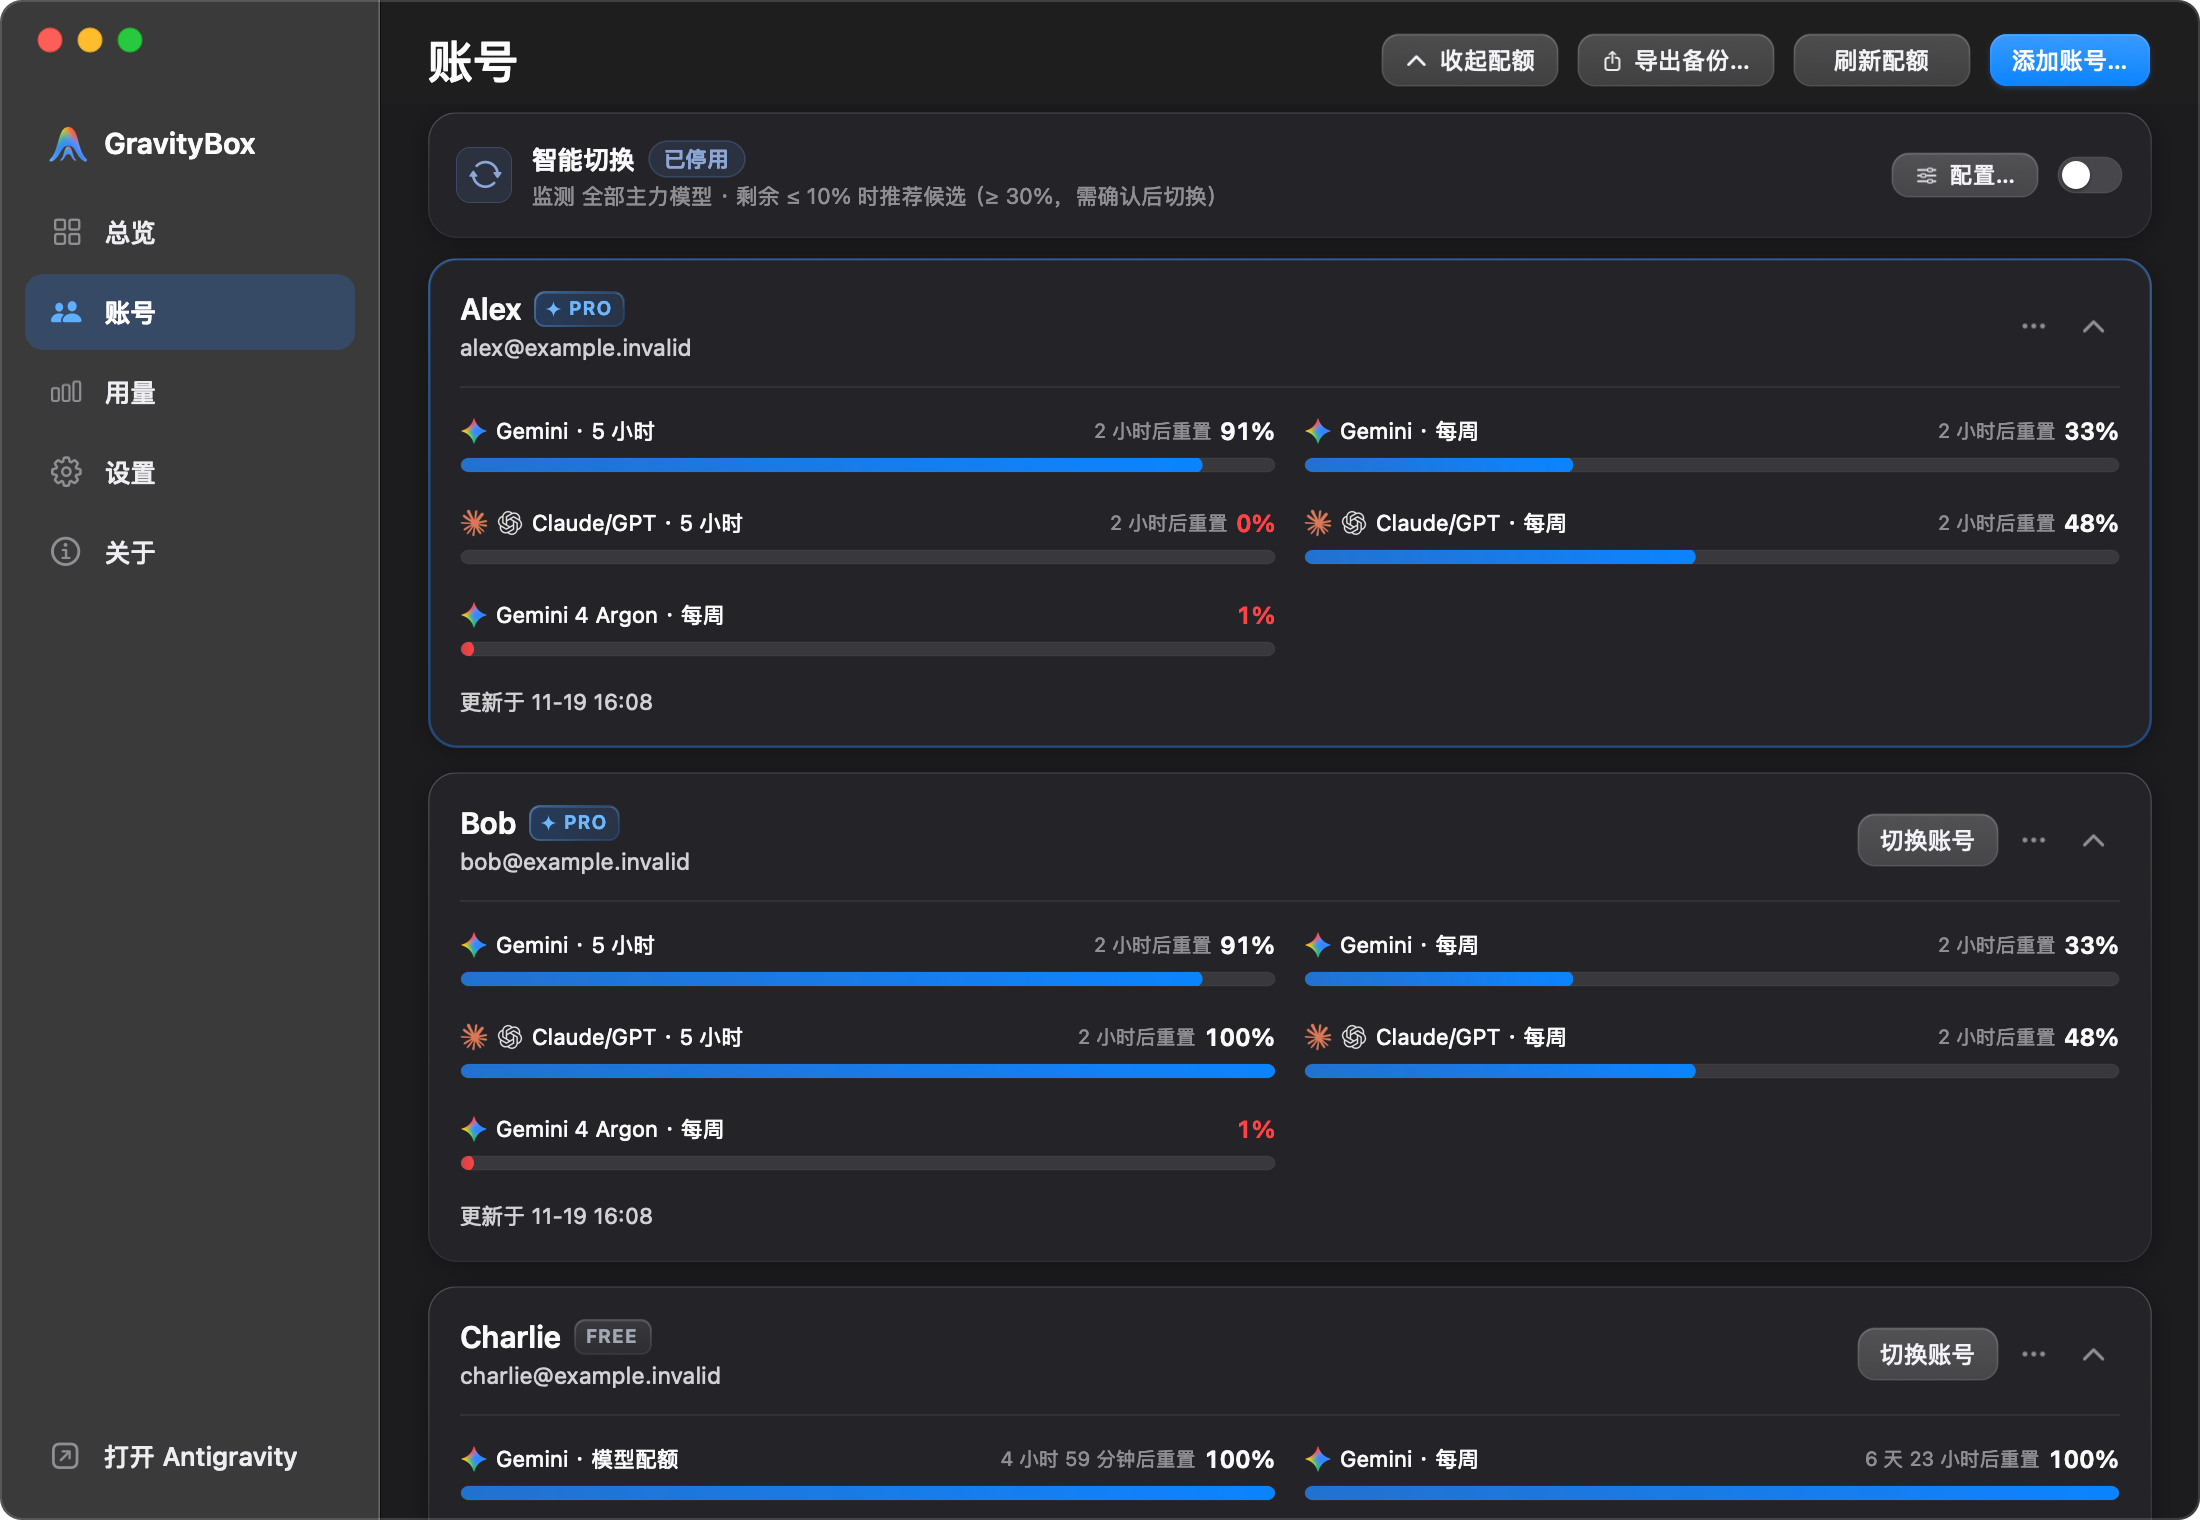 账号
收起配额
导出备份...
刷新配额
添加账号...
GravityBox
总览
账号
用量
设置
关于
打开 Antigravity
智能切换 已停用
监测 全部主力模型 · 剩余 ≤ 10% 时推荐候选 (≥ 30%，需确认后切换)
配置...
Alex PRO
alex@example.invalid
Gemini · 5 小时 2 小时后重置 91%
Gemini · 每周 2 小时后重置 33%
Claude/GPT · 5 小时 2 小时后重置 0%
Claude/GPT · 每周 2 小时后重置 48%
Gemini 4 Argon · 每周 1%
更新于 11-19 16:08
Bob PRO
bob@example.invalid
切换账号
Gemini · 5 小时 2 小时后重置 91%
Gemini · 每周 2 小时后重置 33%
Claude/GPT · 5 小时 2 小时后重置 100%
Claude/GPT · 每周 2 小时后重置 48%
Gemini 4 Argon · 每周 1%
更新于 11-19 16:08
Charlie FREE
charlie@example.invalid
切换账号
Gemini · 模型配额 4 小时 59 分钟后重置 100%
Gemini · 每周 6 天 23 小时后重置 100%